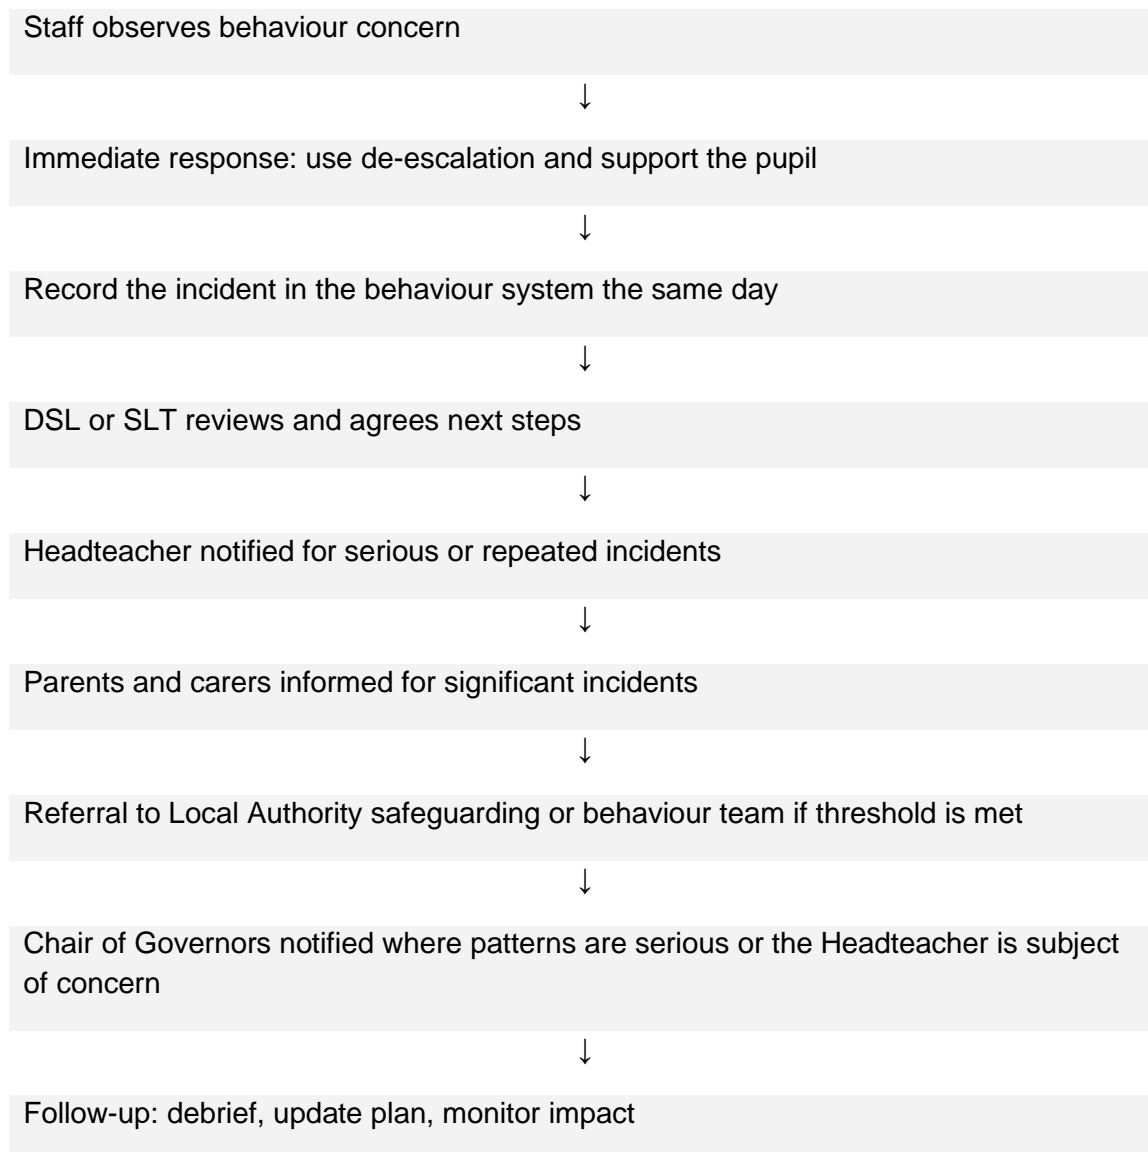 Staff observes behaviour concern
↓
Immediate response: use de-escalation and support the pupil
↓
Record the incident in the behaviour system the same day
↓
DSL or SLT reviews and agrees next steps
↓
Headteacher notified for serious or repeated incidents
↓
Parents and carers informed for significant incidents
↓
Referral to Local Authority safeguarding or behaviour team if threshold is met
↓
Chair of Governors notified where patterns are serious or the Headteacher is subject
of concern
↓
Follow-up: debrief, update plan, monitor impact